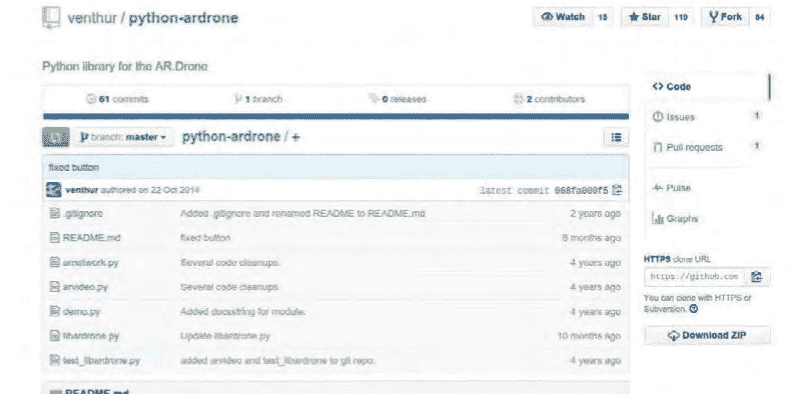 venthur / python-ardrone
Watch 15 Star 119 Fork 84
Python library for the AR.Drone
61 commits 1 branch 0 releases 2 contributors
branch: master python-ardrone / +
fixed button
venthur authored on 22 Oct 2014 latest commit 068fa000f5
.gitignore Added .gitignore and renamed README to README.md 2 years ago
README.md fixed button 8 months ago
arnetwork.py Several code cleanups. 4 years ago
arvideo.py Several code cleanups. 4 years ago
demo.py Added docsstring for module. 4 years ago
libardrone.py Update libardrone.py 10 months ago
test_libardrone.py added arvideo and test_libardrone to git repo. 4 years ago
README.md
Code
Issues 1
Pull requests 1
Pulse
Graphs
HTTPS clone URL
https://github.com
You can clone with HTTPS or
Subversion.
Download ZIP